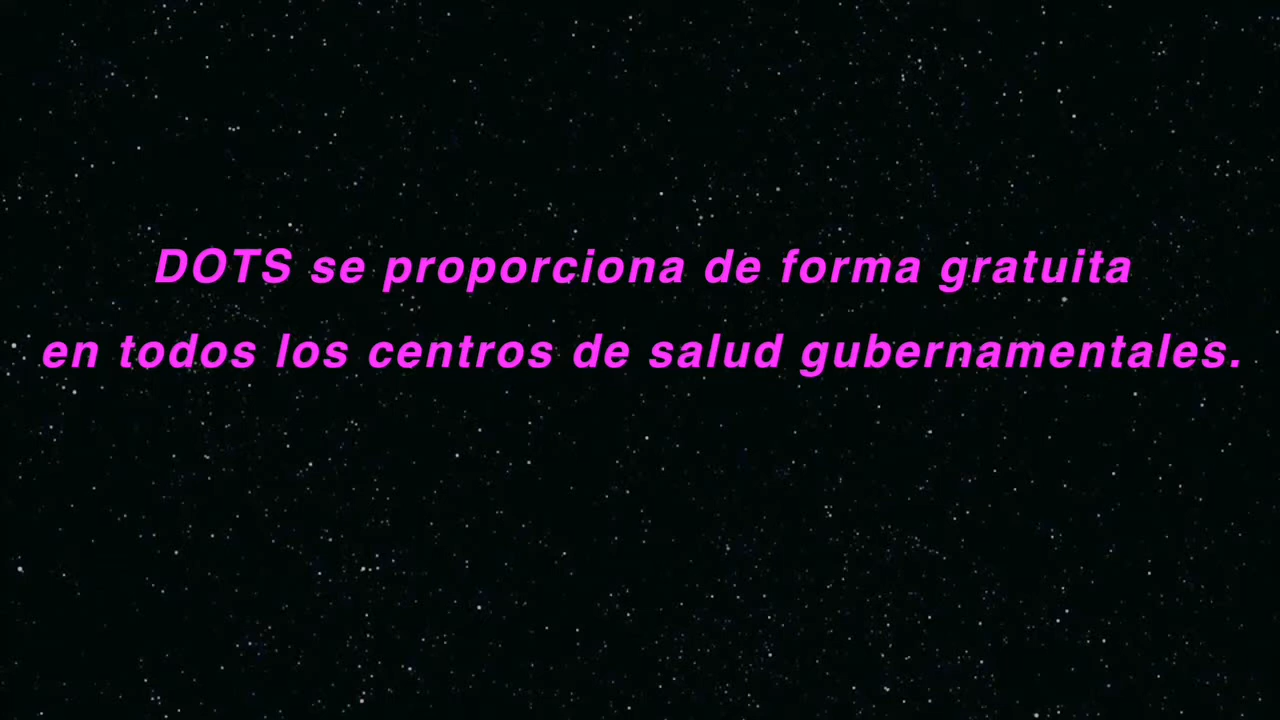 DOTS se proporciona de forma gratuita
en todos los centros de salud gubernamentales.